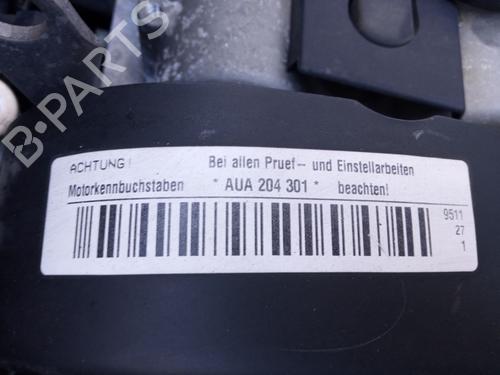 ACHTUNG! Bei allen Pruef- und Einstellarbeiten
Motorkennbuchstaben * AUA 204 301 * beachten!
9511
27
1
B-PARTS